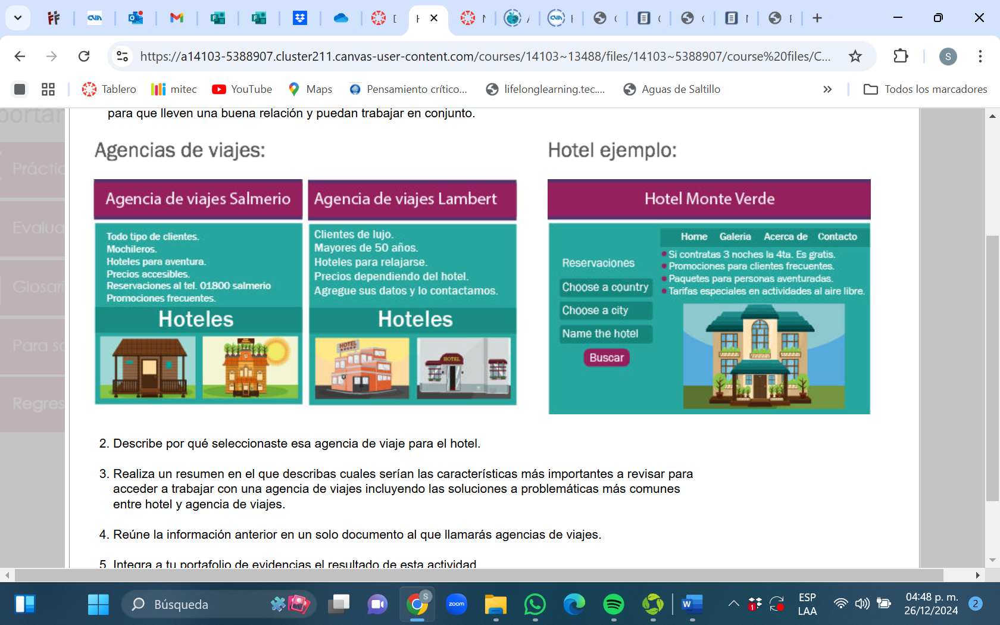 https://a14103-5388907.cluster211.canvas-user-content.com/courses/14103~13488/files/14103~5388907/course%20files/C...
S
Tablero
mitec
YouTube
Maps
Pensamiento crítico...
lifelonglearning.tec....
Aguas de Saltillo
Todos los marcadores
para que lleven una buena relación y puedan trabajar en conjunto.
Agencias de viajes:
Hotel ejemplo:
Agencia de viajes Salmerio
Todo tipo de clientes.
Mochileros.
Hoteles para aventura.
Precios accesibles.
Reservaciones al tel. 01800 salmerio
Promociones frecuentes.
Hoteles
Agencia de viajes Lambert
Clientes de lujo.
Mayores de 50 años.
Hoteles para relajarse.
Precios dependiendo del hotel.
Agregue sus datos y lo contactamos.
Hoteles
HOTEL
HOTEL
Hotel Monte Verde
Home Galeria Acerca de Contacto
Reservaciones
Choose a country
Choose a city
Name the hotel
Buscar
Si contratas 3 noches la 4ta. Es gratis.
Promociones para clientes frecuentes.
Paquetes para personas aventuradas.
Tarifas especiales en actividades al aire libre.
2. Describe por qué seleccionaste esa agencia de viaje para el hotel.
3. Realiza un resumen en el que describas cuales serían las características más importantes a revisar para
acceder a trabajar con una agencia de viajes incluyendo las soluciones a problemáticas más comunes
entre hotel y agencia de viajes.
4. Reúne la información anterior en un solo documento al que llamarás agencias de viajes.
5. Integra a tu portafolio de evidencias el resultado de esta actividad
portar
Práctic
Evalua
Glosari
Para sa
Regres
Búsqueda
S
zoom
W
1
ESP
LAA
04:48 p. m.
26/12/2024
2